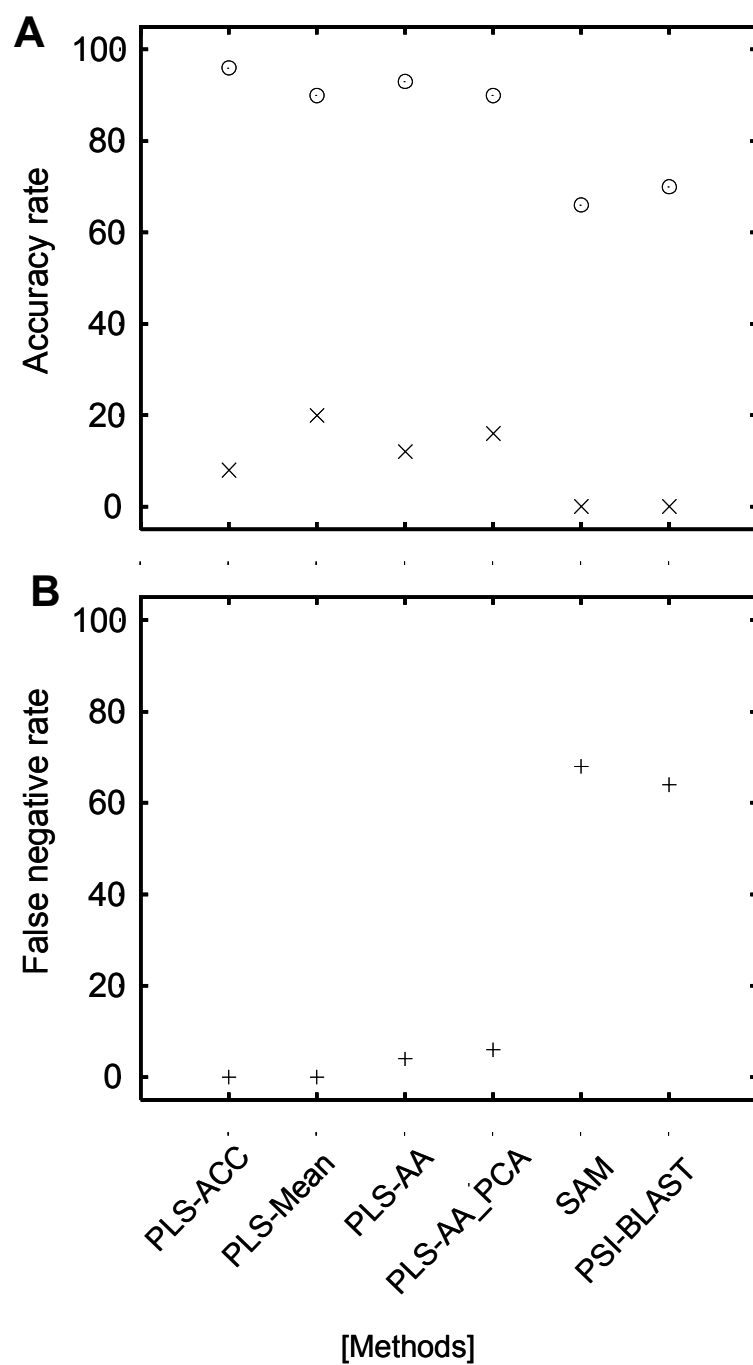 A
100
80
60
40
20
0
Accuracy rate
B
100
80
60
40
20
0
False negative rate
PLS-ACC
PLS-Mean
PLS-AA
PLS-AA_PCA
SAM
PSI-BLAST
[Methods]